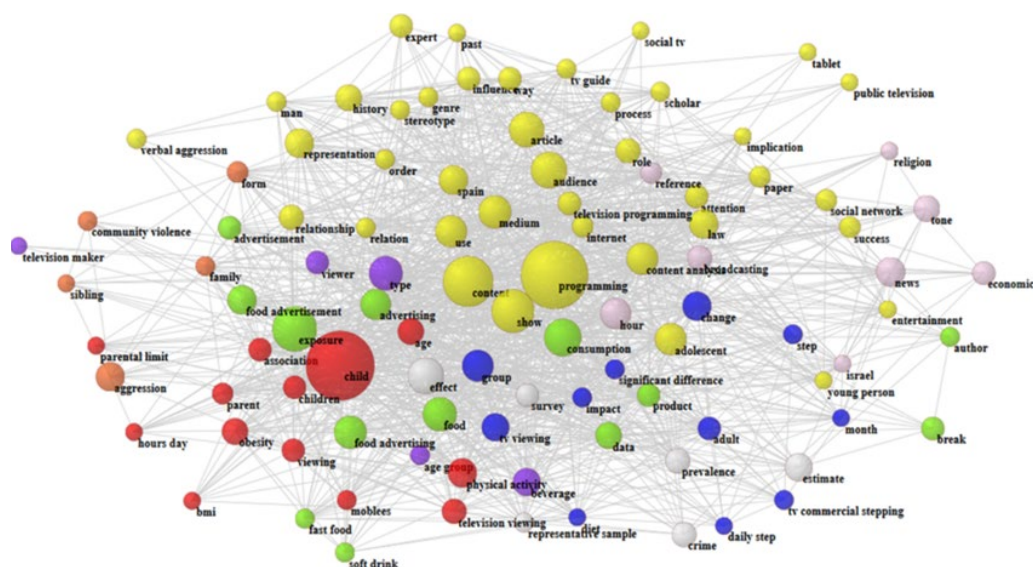 expert
past
social tv
tablet
tv guide
influence
way
public television
man
history
genre
stereotype
process
scholar
verbal aggression
representation
article
implication
order
role
religion
form
spain
audience
reference
paper
attention
social network
tone
community violence
relationship
medium
television programming
advertisement
relation
use
internet
law
success
television maker
viewer
family
type
content analysis
broadcasting
news
economic
sibling
content
programming
food advertisement
advertising
show
hour
change
entertainment
exposure
age
consumption
adolescent
step
author
parental limit
association
child
group
significant difference
israel
aggression
effect
young person
children
parent
survey
impact
product
month
hours day
obesity
food advertising
food
tv viewing
data
adult
break
viewing
age group
physical activity
prevalence
estimate
beverage
bmi
moblees
television viewing
tv commercial stepping
fast food
representative sample
diet
daily step
crime
soft drink